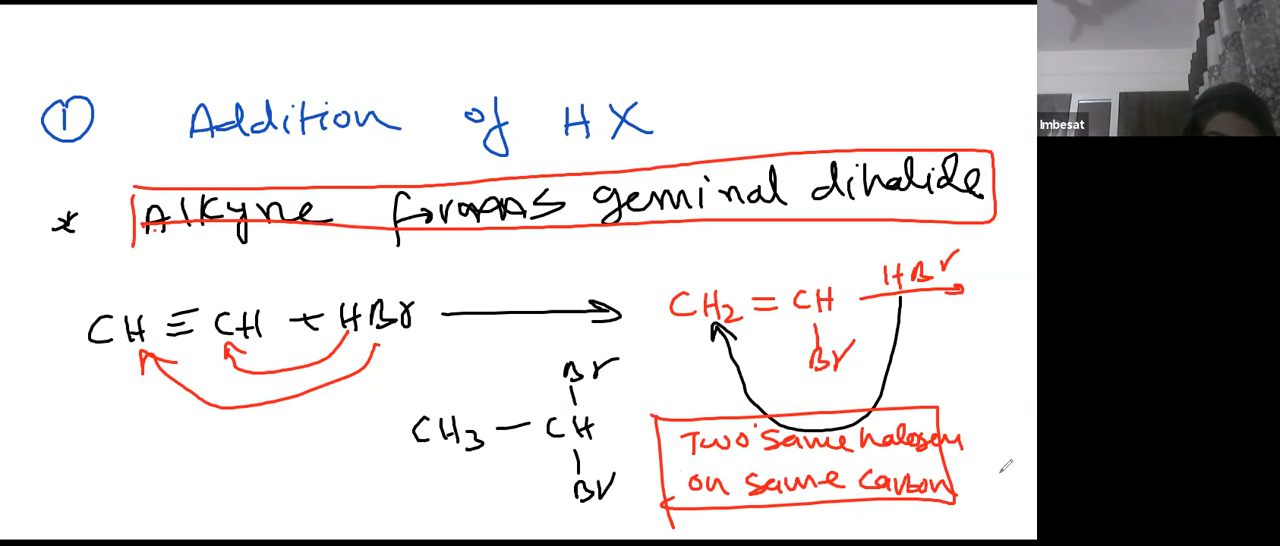 ① Addition of HX
* Alkyne forms geminal dihalide
CH ≡ CH + HBr ⟶ CH₂ = CH HBr
Br
Br
CH₃ — CH
Br
Two same halogen
on same carbon
Imbesat